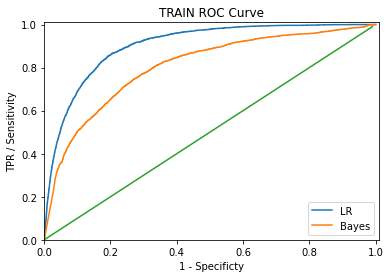 TRAIN ROC Curve
TPR / Sensitivity
1.0
0.8
0.6
0.4
0.2
0.0
0.0 0.2 0.4 0.6 0.8 1.0
1 - Specificty
LR
Bayes